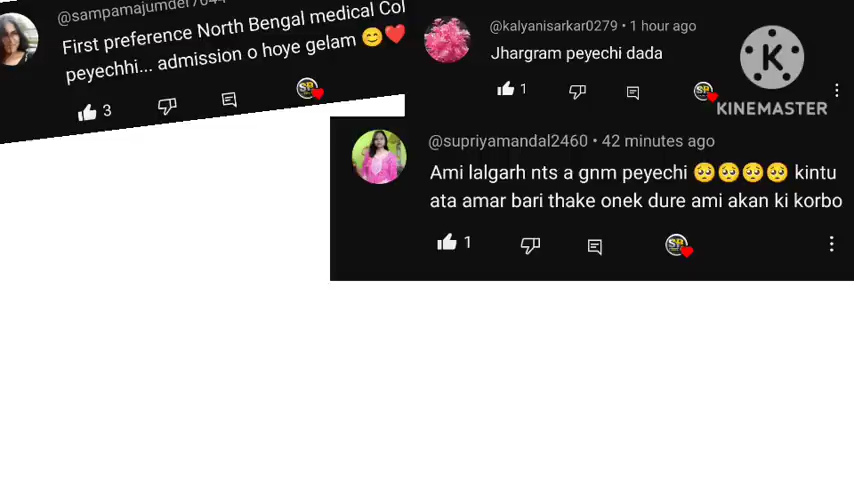 @sampamajumder7044
First preference North Bengal medical Col
peyechhi... admission o hoye gelam 😊❤️
3
@kalyanisarkar0279 • 1 hour ago
Jhargram peyechi dada
1
KINEMASTER
@supriyamandal2460 • 42 minutes ago
Ami lalgarh nts a gnm peyechi 🥺🥺🥺🥺 kintu
ata amar bari thake onek dure ami akan ki korbo
1